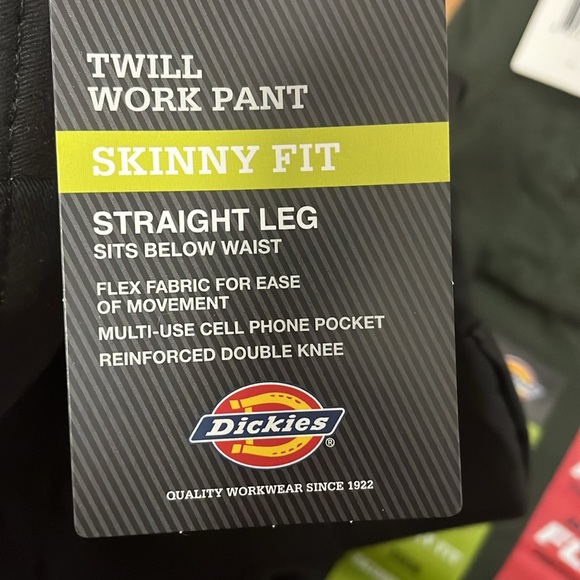 TWILL
WORK PANT
SKINNY FIT
STRAIGHT LEG
SITS BELOW WAIST
FLEX FABRIC FOR EASE
OF MOVEMENT
MULTI-USE CELL PHONE POCKET
REINFORCED DOUBLE KNEE
Dickies®
QUALITY WORKWEAR SINCE 1922